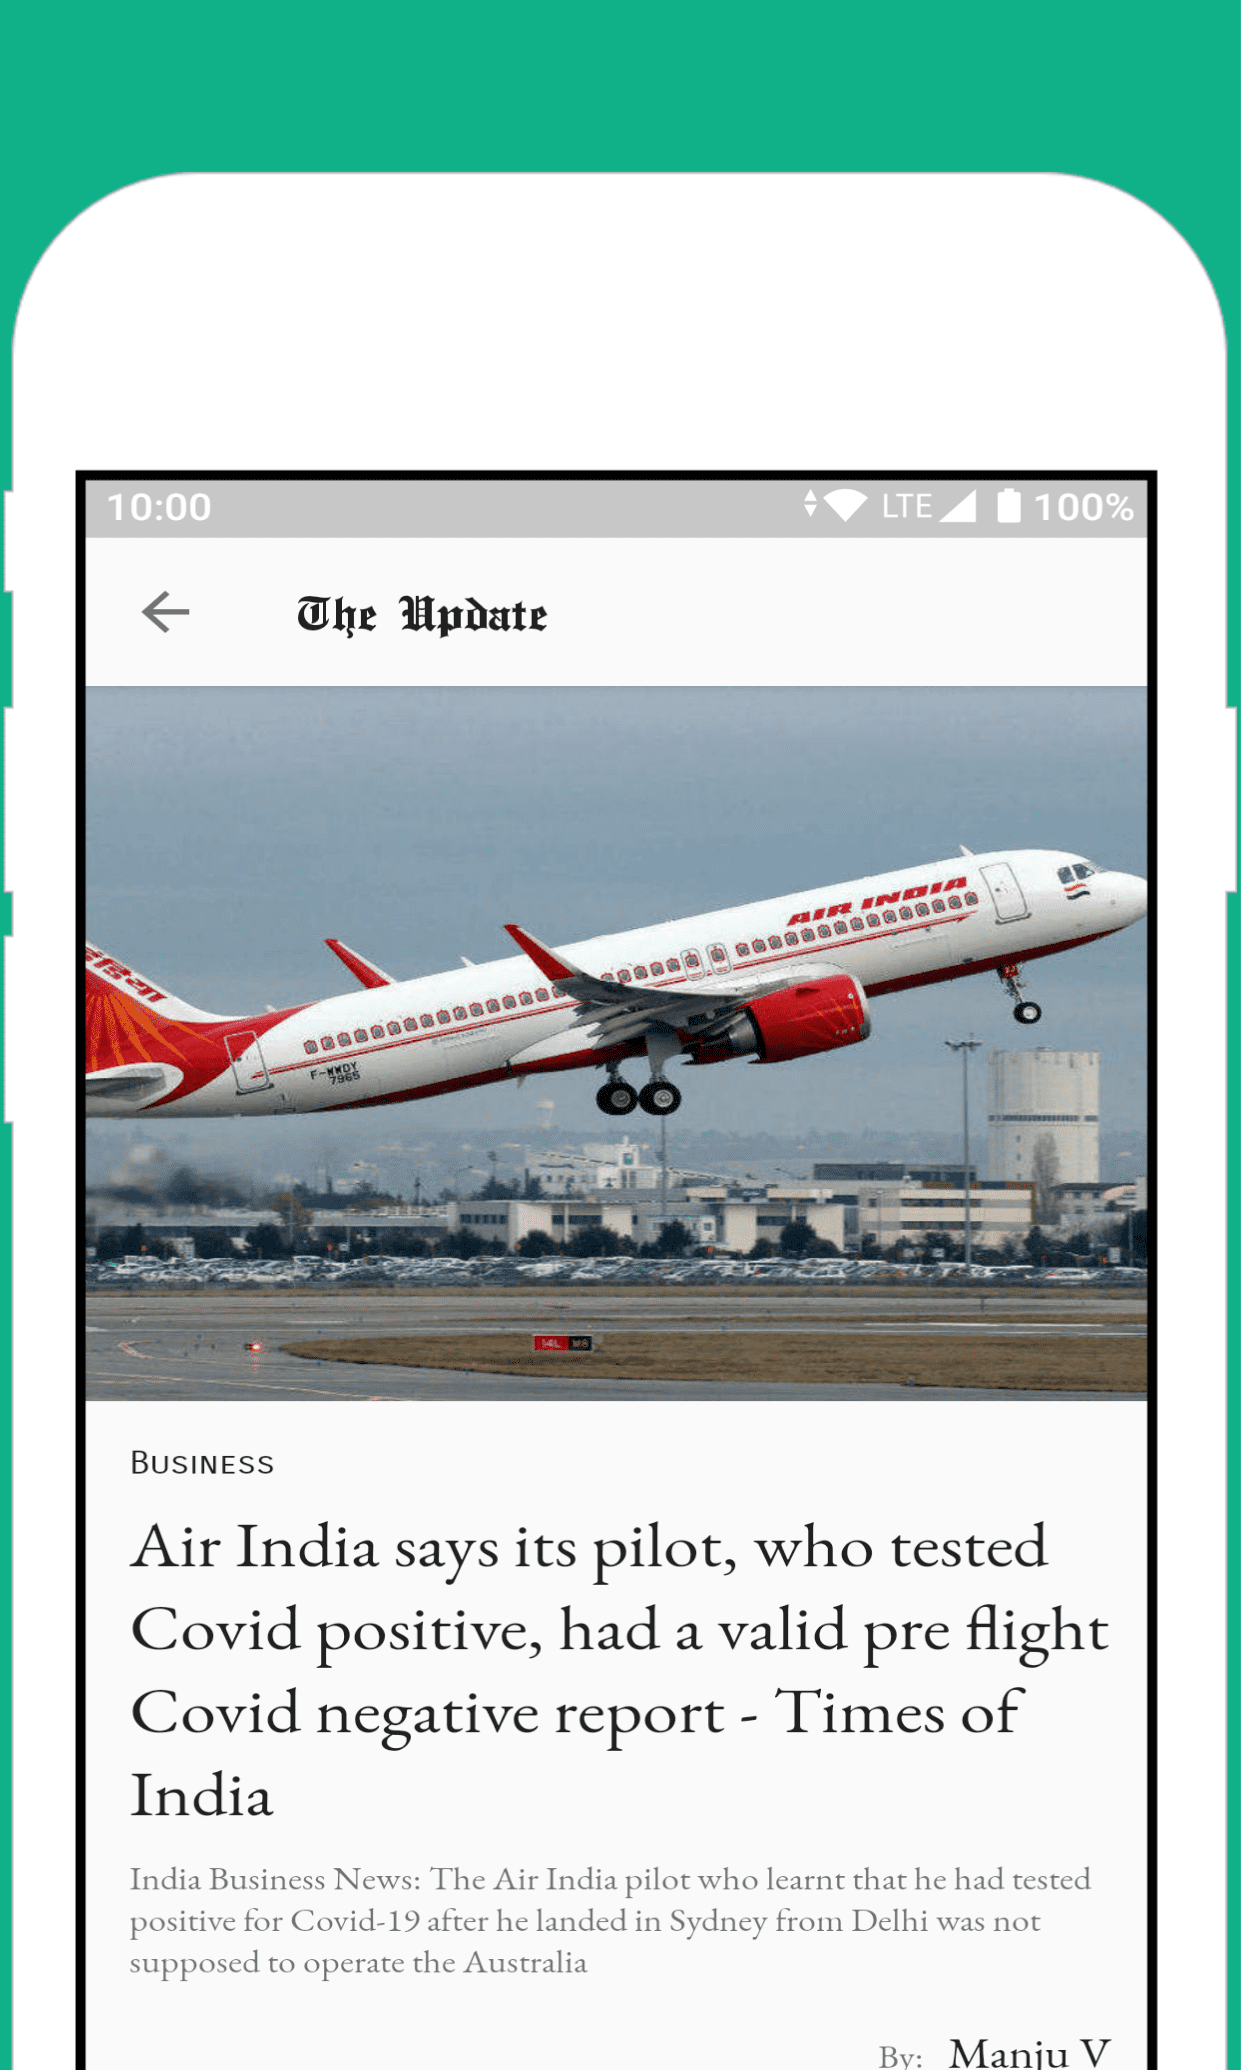 10:00 LTE 100%
The Update
AIR INDIA
F-WWDY
7965
Business
Air India says its pilot, who tested
Covid positive, had a valid pre flight
Covid negative report - Times of
India
India Business News: The Air India pilot who learnt that he had tested
positive for Covid-19 after he landed in Sydney from Delhi was not
supposed to operate the Australia
By: Manju V